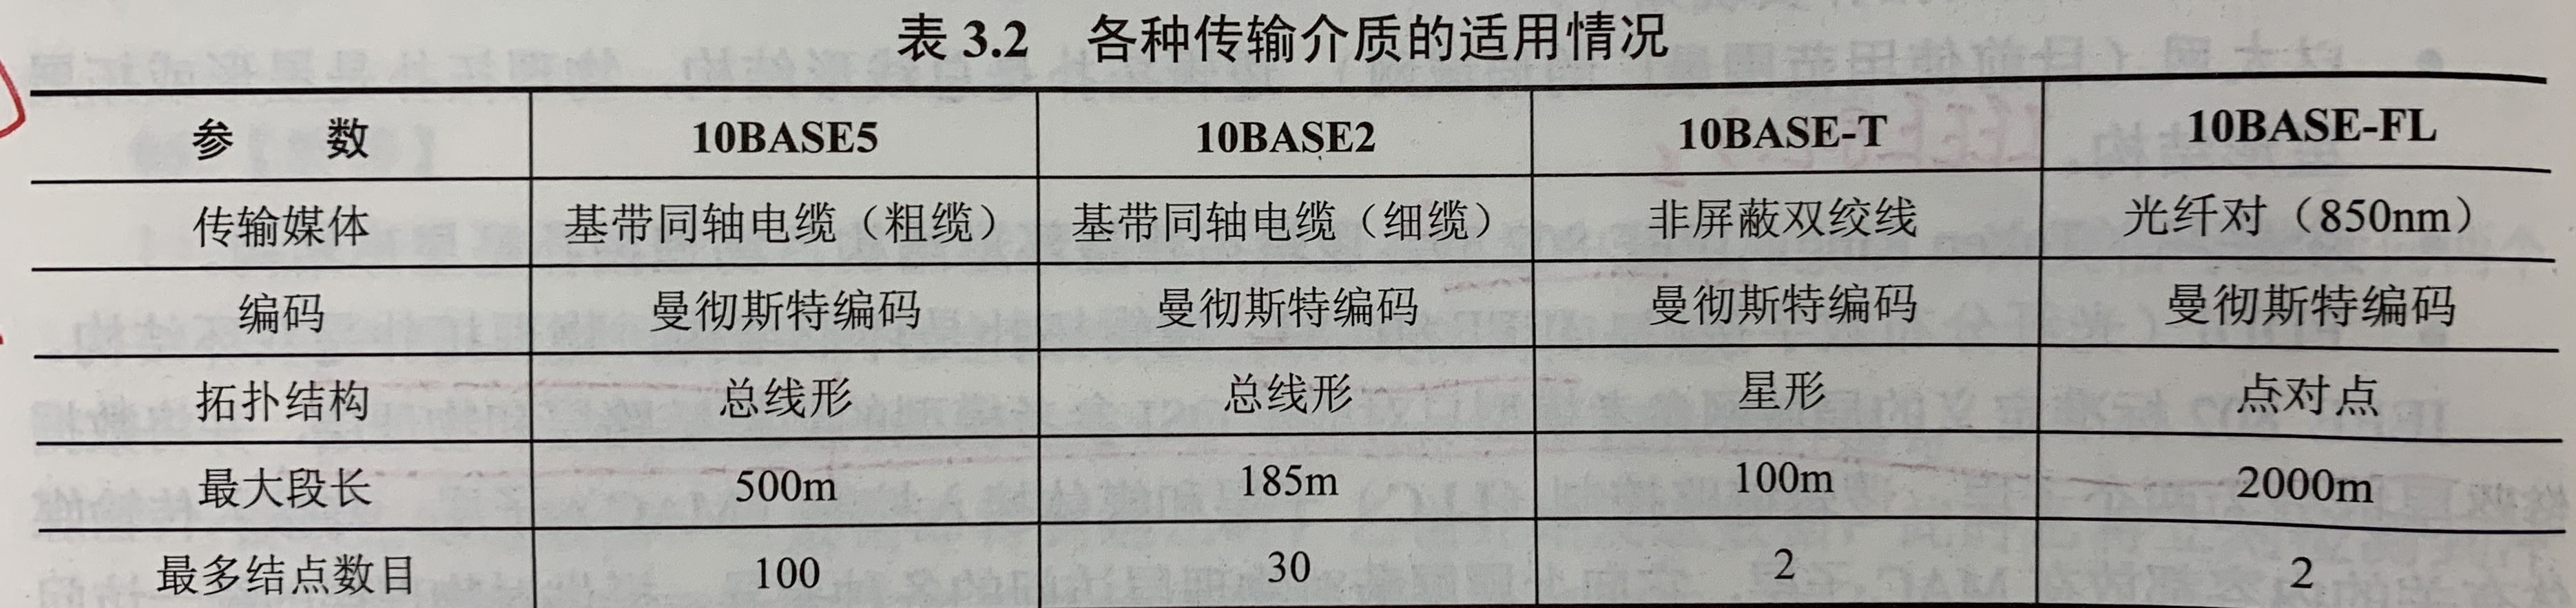 表 3.2 各种传输介质的适用情况
参 数 10BASE5 10BASE2 10BASE-T 10BASE-FL
传输媒体 基带同轴电缆（粗缆） 基带同轴电缆（细缆） 非屏蔽双绞线 光纤对（850nm）
编码 曼彻斯特编码 曼彻斯特编码 曼彻斯特编码 曼彻斯特编码
拓扑结构 总线形 总线形 星形 点对点
最大段长 500m 185m 100m 2000m
最多结点数目 100 30 2 2